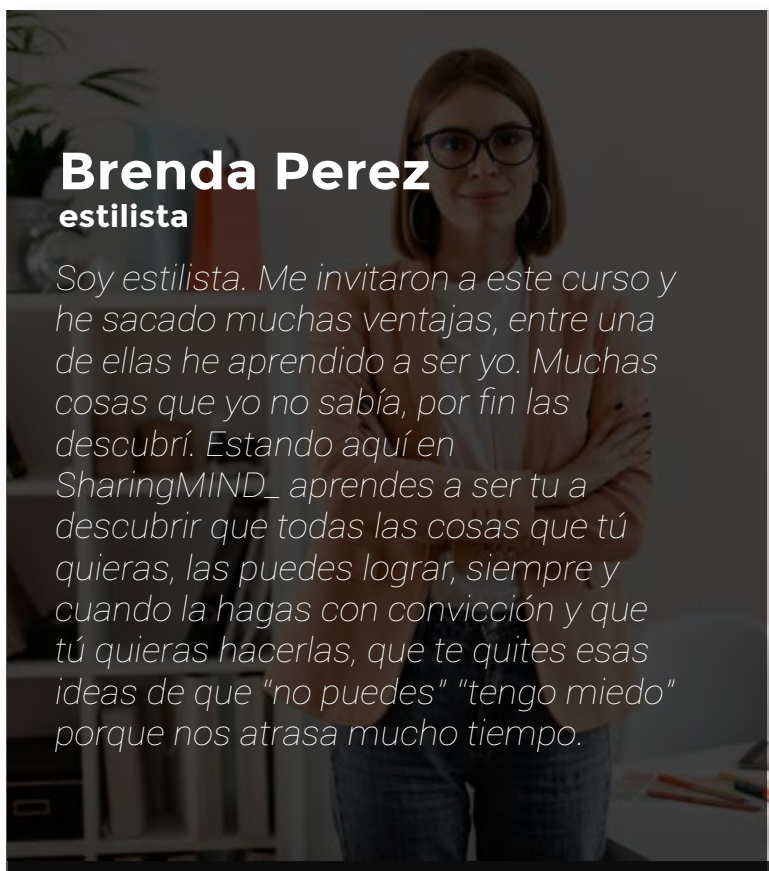 Brenda Perez
estilista
Soy estilista. Me invitaron a este curso y
he sacado muchas ventajas, entre una
de ellas he aprendido a ser yo. Muchas
cosas que yo no sabía, por fin las
descubrí. Estando aquí en
SharingMIND_ aprendes a ser tu a
descubrir que todas las cosas que tú
quieras, las puedes lograr, siempre y
cuando la hagas con convicción y que
tú quieras hacerlas, que te quites esas
ideas de que "no puedes" "tengo miedo"
porque nos atrasa mucho tiempo.